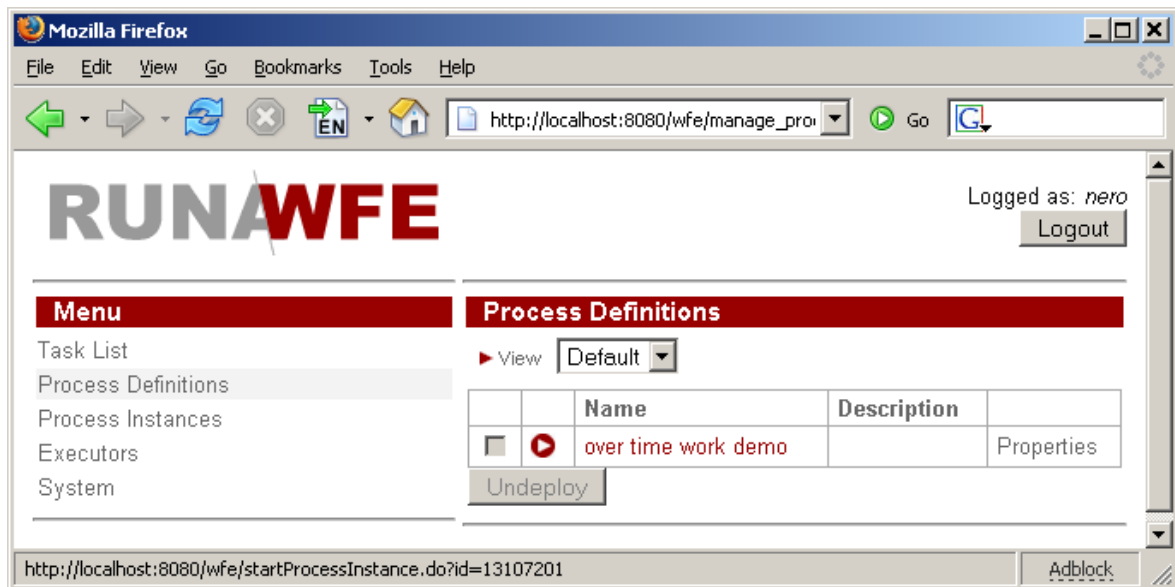 Mozilla Firefox
File Edit View Go Bookmarks Tools Help
EN http://localhost:8080/wfe/manage_pro Go G
RUNAWFE
Logged as: nero
Logout
Menu
Task List
Process Definitions
Process Instances
Executors
System
Process Definitions
View Default
Name Description
over time work demo Properties
Undeploy
http://localhost:8080/wfe/startProcessInstance.do?id=13107201 Adblock